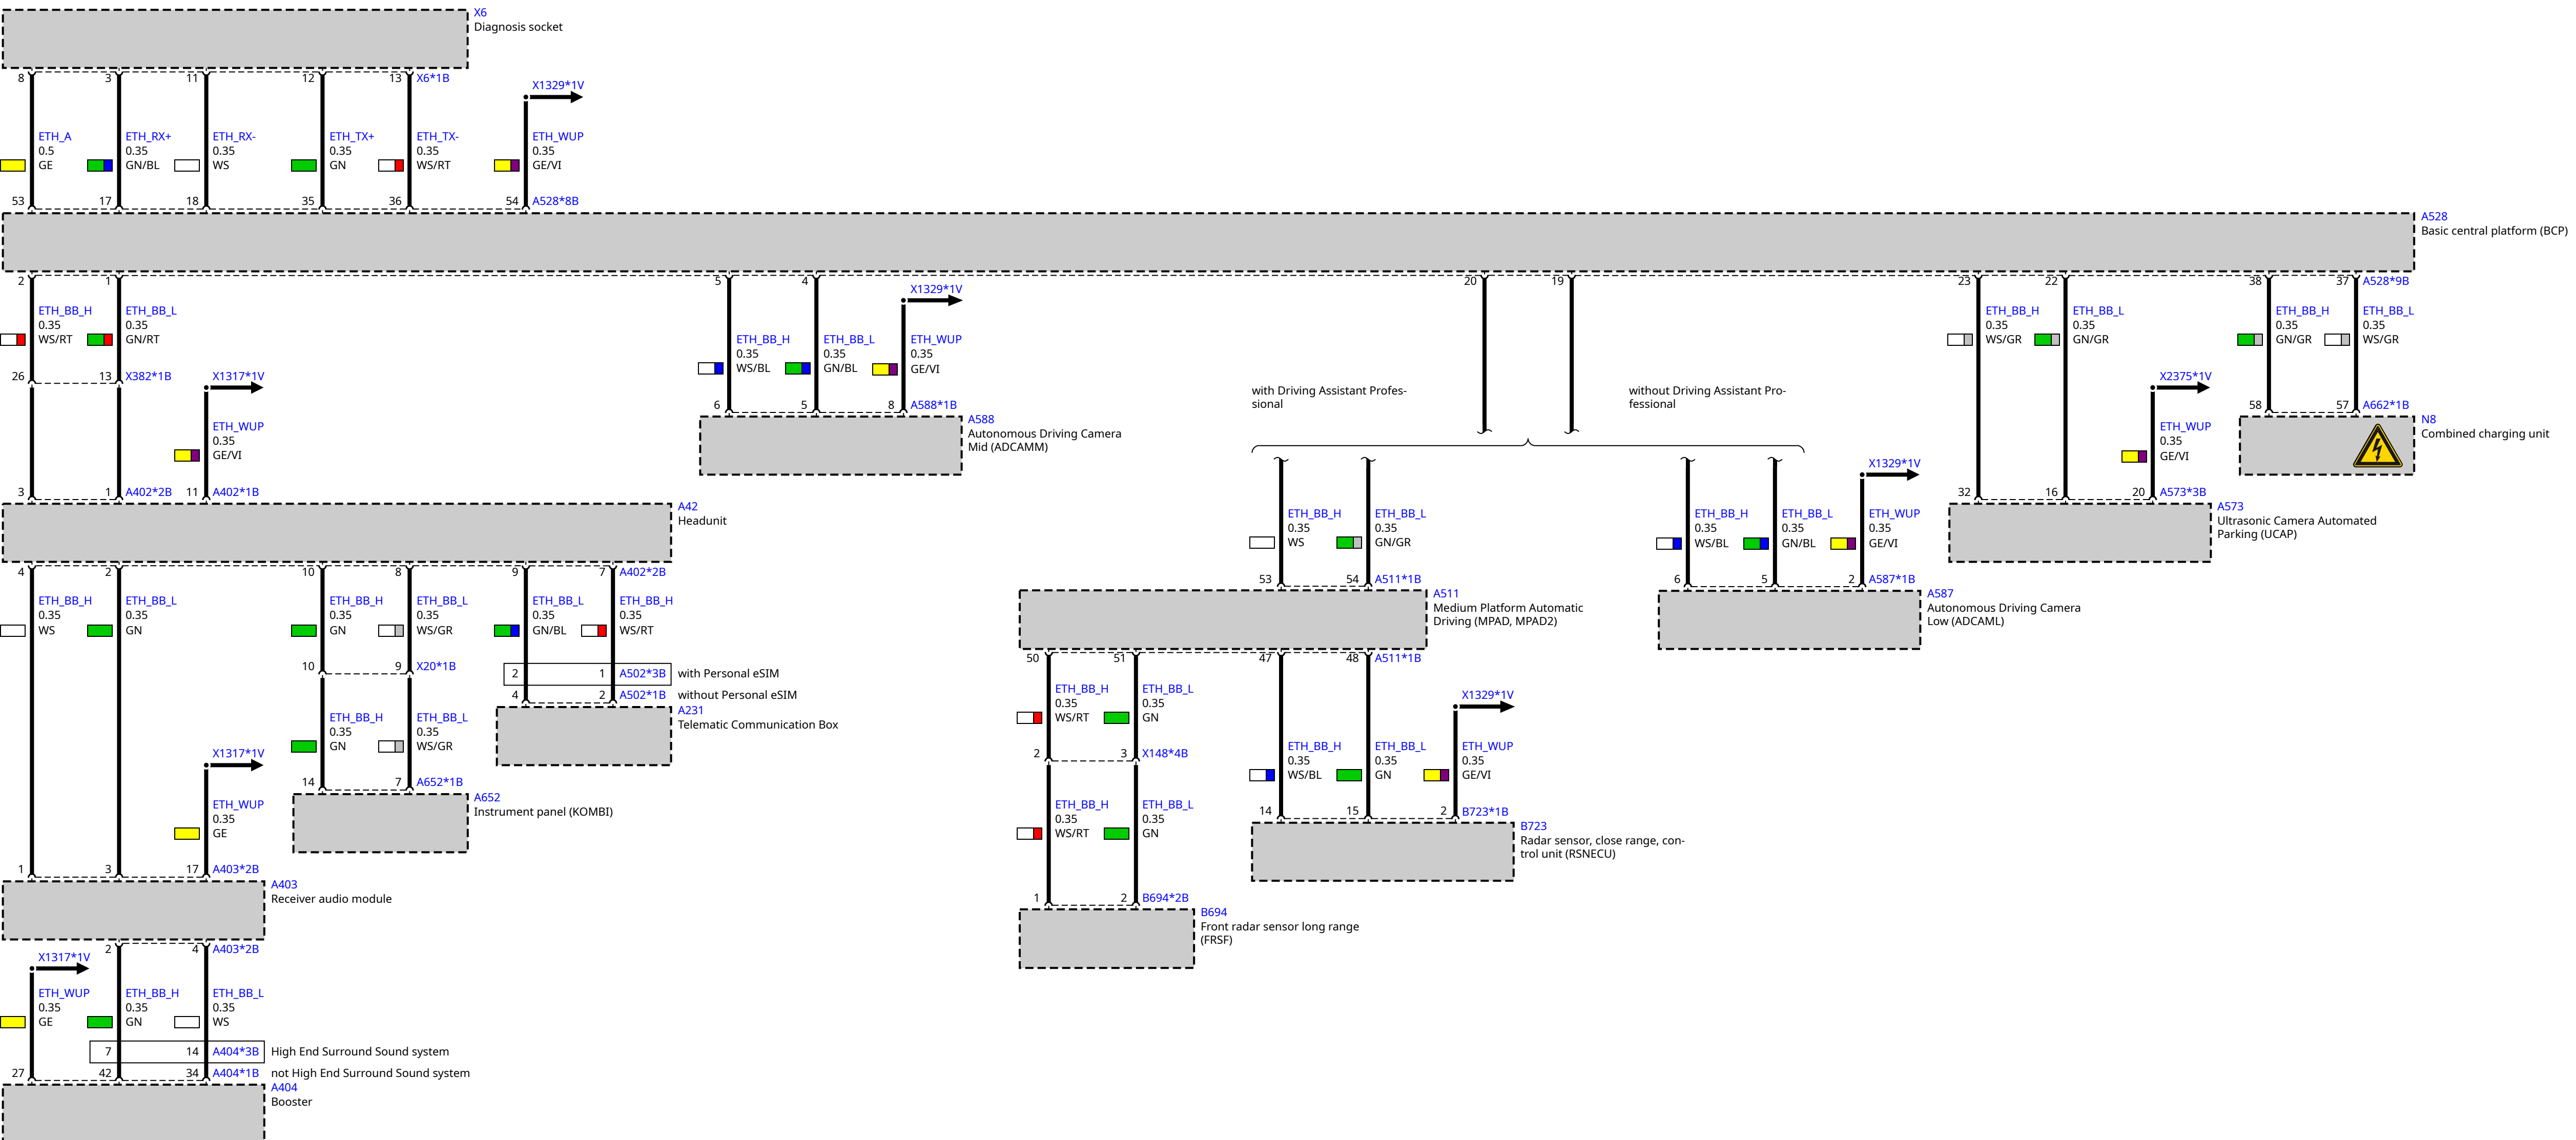 X6
Diagnosis socket
8 3 11 12 13 X6*1B
X1329*1V
ETH_A ETH_RX+ ETH_RX- ETH_TX+ ETH_TX- ETH_WUP
0.5 0.35 0.35 0.35 0.35 0.35
GE GN/BL WS GN WS/RT GE/VI
53 17 18 35 36 54 A528*8B
A528
Basic central platform (BCP)
2 1 5 4 20 19 23 22 38 37 A528*9B
X1329*1V
ETH_BB_H ETH_BB_L ETH_BB_H ETH_BB_L ETH_BB_H ETH_BB_L
0.35 0.35 0.35 0.35 0.35 0.35
WS/RT GN/RT WS/GR GN/GR GN/GR WS/GR
ETH_BB_H ETH_BB_L ETH_WUP
0.35 0.35 0.35
WS/BL GN/BL GE/VI
26 13 X382*1B X1317*1V X2375*1V
with Driving Assistant Profes-
sional
without Driving Assistant Pro-
fessional
6 5 8 A588*1B 58 57 A662*1B
A588
Autonomous Driving Camera
Mid (ADCAMM)
N8
Combined charging unit
ETH_WUP ETH_WUP
0.35 0.35
GE/VI GE/VI
X1329*1V
3 1 A402*2B 11 A402*1B 32 16 20 A573*3B
A42
Headunit
A573
Ultrasonic Camera Automated
Parking (UCAP)
ETH_BB_H ETH_BB_L ETH_BB_H ETH_BB_L ETH_WUP
0.35 0.35 0.35 0.35 0.35
WS GN/GR WS/BL GN/BL GE/VI
4 2 10 8 9 7 A402*2B
53 54 A511*1B 6 5 2 A587*1B
A511
Medium Platform Automatic
Driving (MPAD, MPAD2)
A587
Autonomous Driving Camera
Low (ADCAML)
ETH_BB_H ETH_BB_L ETH_BB_H ETH_BB_L ETH_BB_L ETH_BB_H
0.35 0.35 0.35 0.35 0.35 0.35
WS GN GN WS/GR GN/BL WS/RT
50 51 47 48 A511*1B
10 9 X20*1B
2 1 A502*3B with Personal eSIM
4 2 A502*1B without Personal eSIM
A231
Telematic Communication Box
ETH_BB_H ETH_BB_L
0.35 0.35
WS/RT GN
X1329*1V
ETH_BB_H ETH_BB_L
0.35 0.35
GN WS/GR
X1317*1V
2 3 X148*4B
ETH_BB_H ETH_BB_L ETH_WUP
0.35 0.35 0.35
WS/BL GN GE/VI
14 7 A652*1B
A652
Instrument panel (KOMBI)
ETH_WUP
0.35
GE
ETH_BB_H ETH_BB_L
0.35 0.35
WS/RT GN
14 15 2 B723*1B
B723
Radar sensor, close range, con-
trol unit (RSNECU)
1 3 17 A403*2B
A403
Receiver audio module
1 2 B694*2B
B694
Front radar sensor long range
(FRSF)
2 4 A403*2B
X1317*1V
ETH_WUP ETH_BB_H ETH_BB_L
0.35 0.35 0.35
GE GN WS
7 14 A404*3B High End Surround Sound system
27 42 34 A404*1B not High End Surround Sound system
A404
Booster